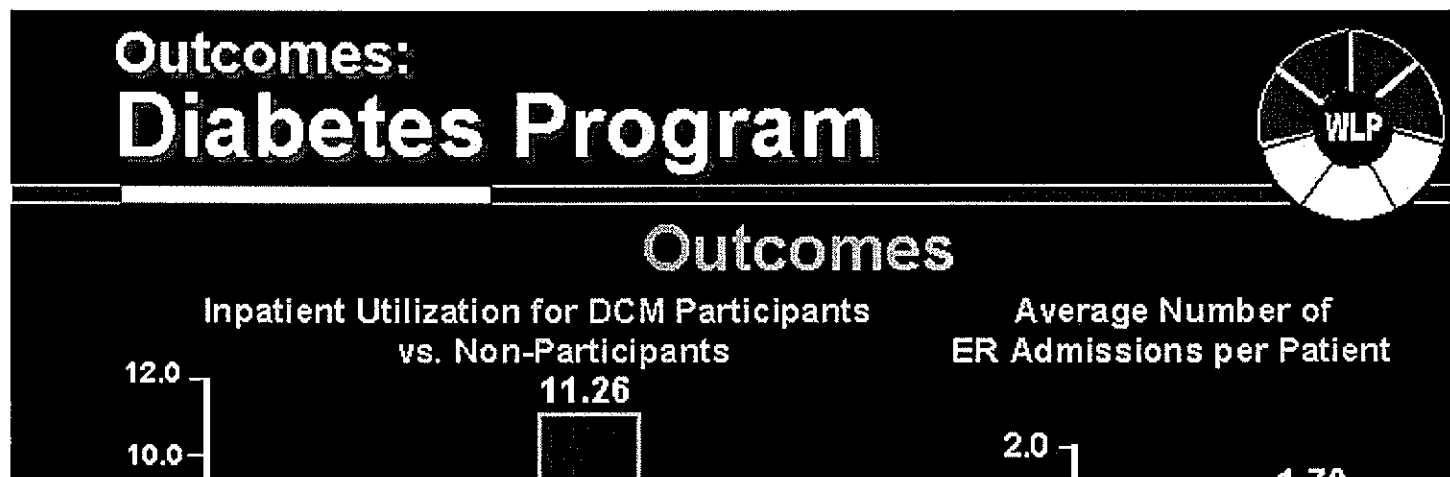 Outcomes:
Diabetes Program
WLP
Outcomes
Inpatient Utilization for DCM Participants
vs. Non-Participants
Average Number of
ER Admissions per Patient
12.0
11.26
10.0
2.0